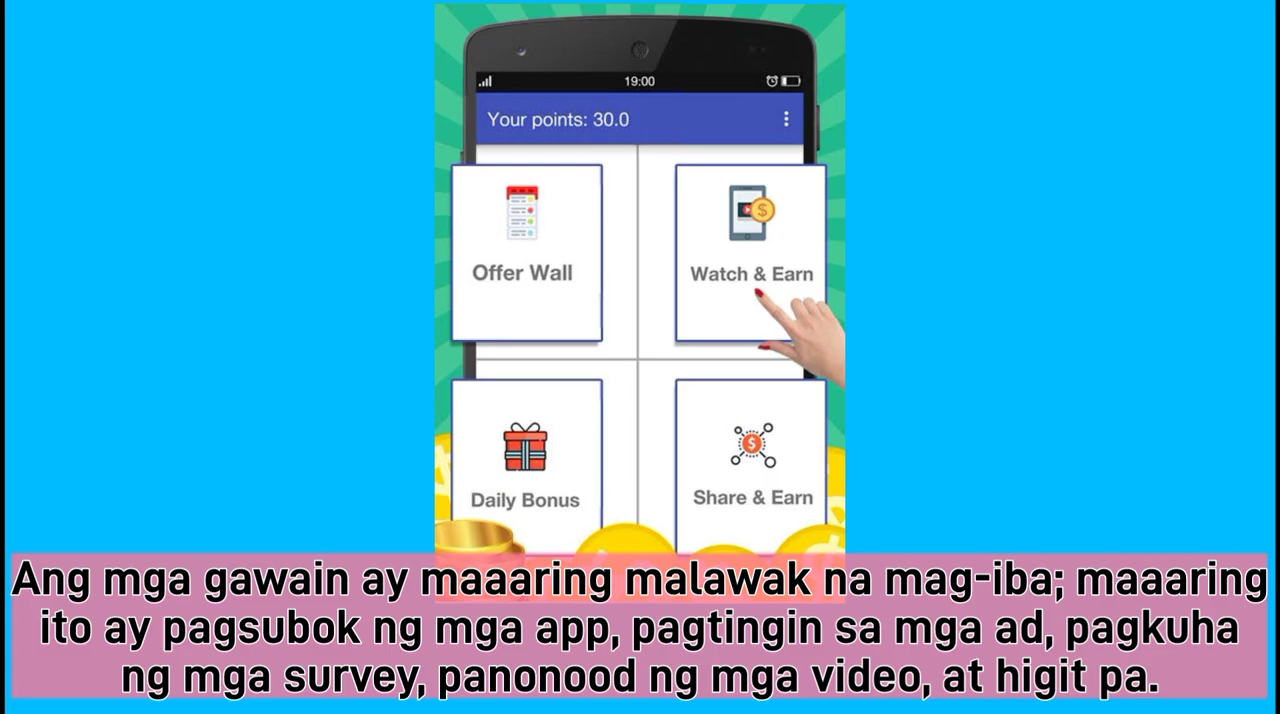 19:00
Your points: 30.0
Offer Wall
Watch & Earn
Daily Bonus
Share & Earn
Ang mga gawain ay maaaring malawak na mag-iba; maaaring
ito ay pagsubok ng mga app, pagtingin sa mga ad, pagkuha
ng mga survey, panonood ng mga video, at higit pa.